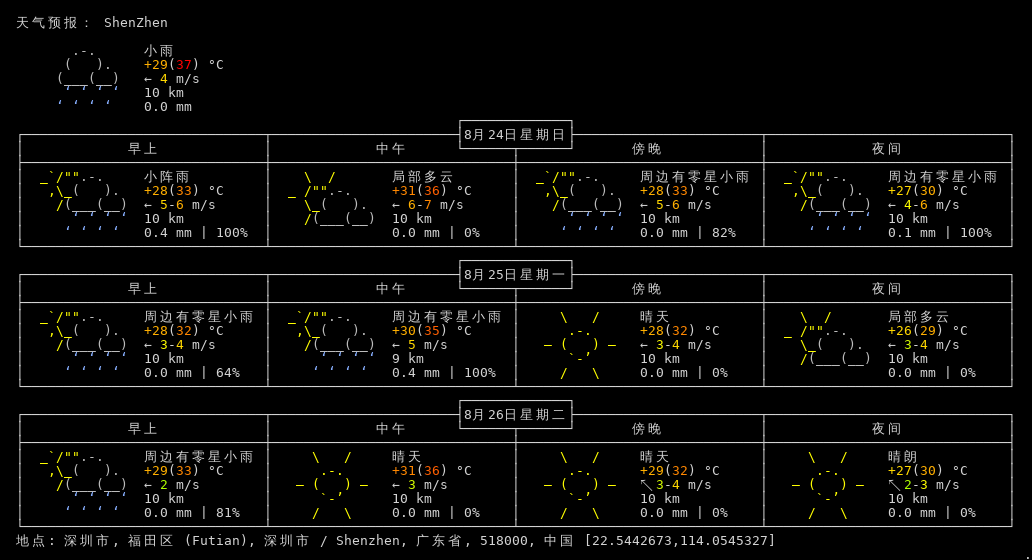 天气预报： ShenZhen
小雨
+29(37) °C
← 4 m/s
10 km
0.0 mm
8月24日星期日
早上 中午 傍晚 夜间
小阵雨 局部多云 周边有零星小雨 周边有零星小雨
+28(33) °C +31(36) °C +28(33) °C +27(30) °C
← 5-6 m/s ← 6-7 m/s ← 5-6 m/s ← 4-6 m/s
10 km 10 km 10 km 10 km
0.4 mm | 100% 0.0 mm | 0% 0.0 mm | 82% 0.1 mm | 100%
8月25日星期一
早上 中午 傍晚 夜间
周边有零星小雨 周边有零星小雨 晴天 局部多云
+28(32) °C +30(35) °C +28(32) °C +26(29) °C
← 3-4 m/s ← 5 m/s ← 3-4 m/s ← 3-4 m/s
10 km 9 km 10 km 10 km
0.0 mm | 64% 0.4 mm | 100% 0.0 mm | 0% 0.0 mm | 0%
8月26日星期二
早上 中午 傍晚 夜间
周边有零星小雨 晴天 晴天 晴朗
+29(33) °C +31(36) °C +29(32) °C +27(30) °C
← 2 m/s ← 3 m/s ↖ 3-4 m/s ↖ 2-3 m/s
10 km 10 km 10 km 10 km
0.0 mm | 81% 0.0 mm | 0% 0.0 mm | 0% 0.0 mm | 0%
地点: 深圳市, 福田区 (Futian), 深圳市 / Shenzhen, 广东省, 518000, 中国 [22.5442673,114.0545327]